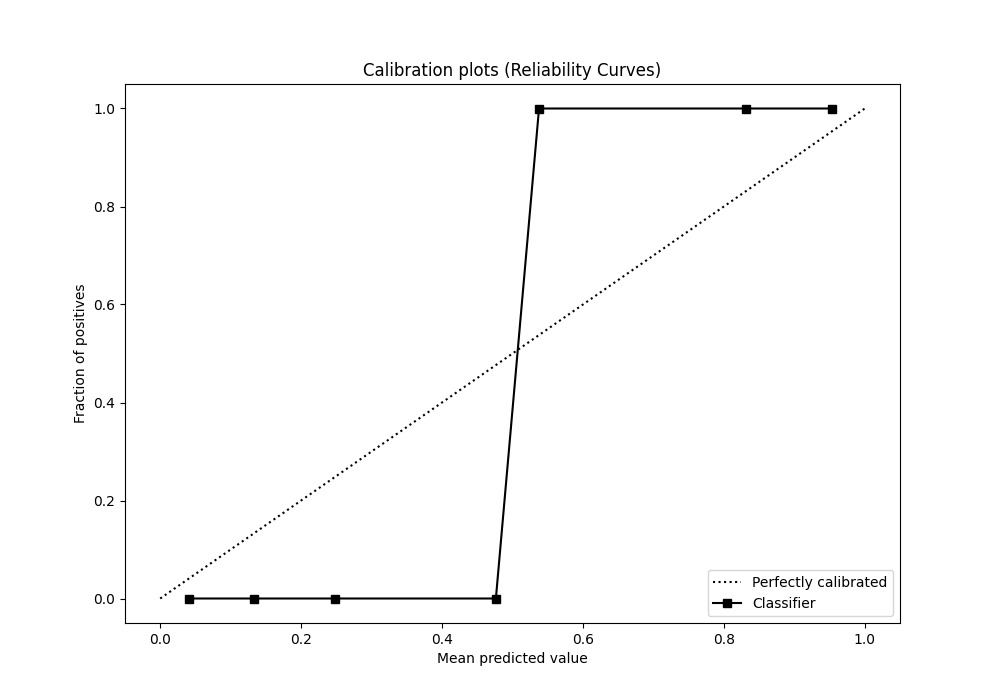 Calibration plots (Reliability Curves)
1.0
0.8
0.6
0.4
0.2
0.0
Fraction of positives
0.0 0.2 0.4 0.6 0.8 1.0
Mean predicted value
Perfectly calibrated
Classifier